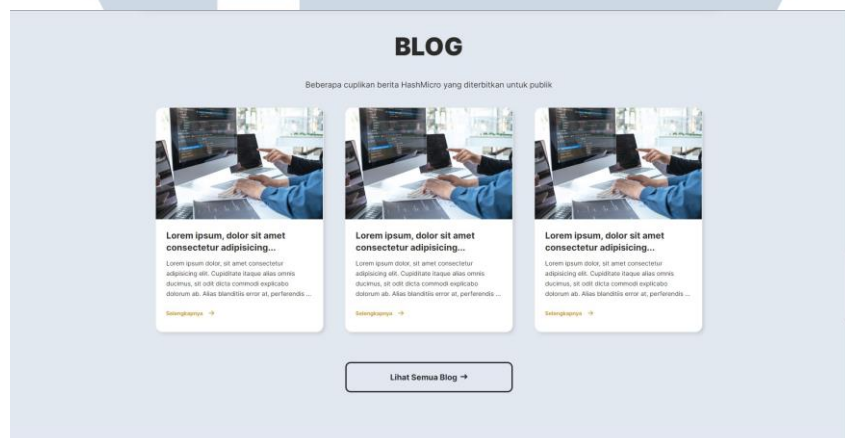 BLOG
Beberapa cuplikan berita HashMicro yang diterbitkan untuk publik
Lorem ipsum, dolor sit amet
consectetur adipisicing...
Lorem ipsum dolor, sit amet consectetur
adipisicing elit. Cupiditate itaque alias omnis
ducimus, sit odit dicta commodi explicabo
dolorum ab. Alias blanditiis error at, perferendis ...
Selengkapnya →
Lorem ipsum, dolor sit amet
consectetur adipisicing...
Lorem ipsum dolor, sit amet consectetur
adipisicing elit. Cupiditate itaque alias omnis
ducimus, sit odit dicta commodi explicabo
dolorum ab. Alias blanditiis error at, perferendis ...
Selengkapnya →
Lorem ipsum, dolor sit amet
consectetur adipisicing...
Lorem ipsum dolor, sit amet consectetur
adipisicing elit. Cupiditate itaque alias omnis
ducimus, sit odit dicta commodi explicabo
dolorum ab. Alias blanditiis error at, perferendis ...
Selengkapnya →
Lihat Semua Blog →